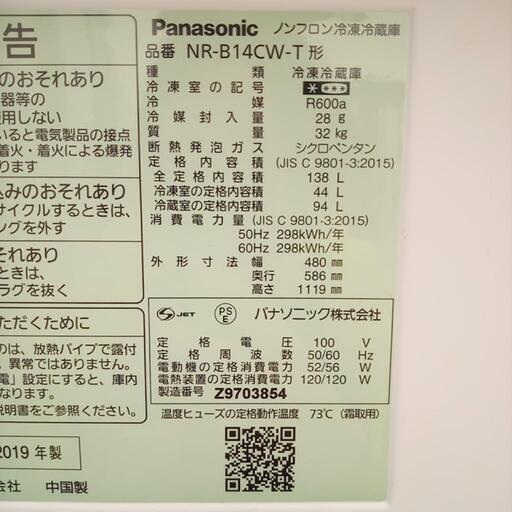 告
のおそれあり
器等の
使用しない
いると電気製品の接点
着火・着火による爆発
ります。
込みのおそれあり
サイクルするときは、
ングを外す
それあり
ときは、
ラグを抜く
ただくために
のは、放熱パイプで露付
異常ではありません。
電」設定にすると、庫内
なります。
説明書をご参照ください。
2019 年製
会社 中国製
Panasonic ノンフロン冷凍冷蔵庫
品番 NR-B14CW-T 形
種類 冷凍冷蔵庫
冷凍室の記号
冷媒 R600a
冷媒封入量 28 g
質量 32 kg
断熱発泡ガス シクロペンタン
定格内容積 (JIS C 9801-3:2015)
全定格内容積 138 L
冷凍室の定格内容積 44 L
冷蔵室の定格内容積 94 L
消費電力量 (JIS C 9801-3:2015)
50Hz 298kWh/年
60Hz 298kWh/年
外形寸法 幅 480 mm
奥行 586 mm
高さ 1119 mm
S JET PSE パナソニック株式会社
定格電圧 100 V
定格周波数 50/60 Hz
電動機の定格消費電力 52/56 W
電熱装置の定格消費電力 120/120 W
製造番号 Z9703854
温度ヒューズの定格動作温度 73℃（霜取用）